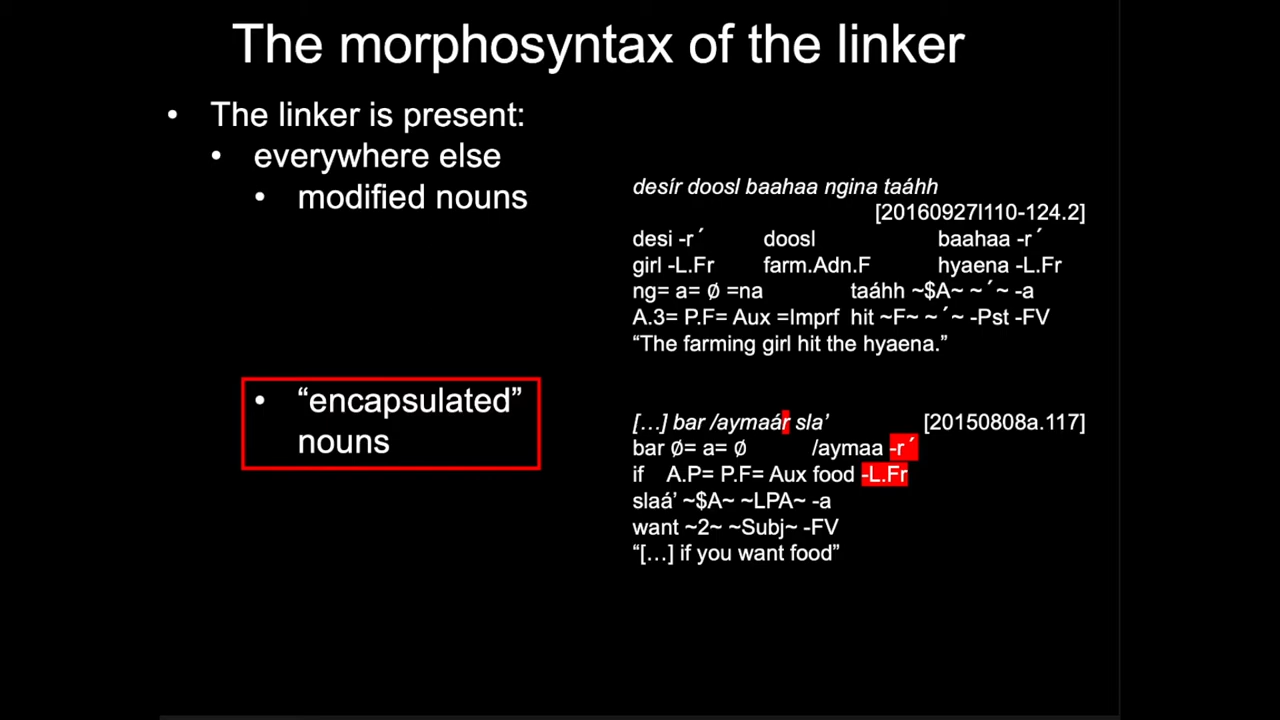 The morphosyntax of the linker
• The linker is present:
• everywhere else
• modified nouns
desír doosl baahaa ngina taáhh
[20160927I110-124.2]
desi -r ́ doosl baahaa -r ́
girl -L.Fr farm.Adn.F hyaena -L.Fr
ng= a= ∅ =na taáhh ~$A~ ~ ́~ -a
A.3= P.F= Aux =Imprf hit ~F~ ~ ́~ -Pst -FV
“The farming girl hit the hyaena.”
• “encapsulated”
nouns
[…] bar /aymaár sla’ [20150808a.117]
bar ∅= a= ∅ /aymaa -r ́
if A.P= P.F= Aux food -L.Fr
slaá’ ~$A~ ~LPA~ -a
want ~2~ ~Subj~ -FV
“[…] if you want food”